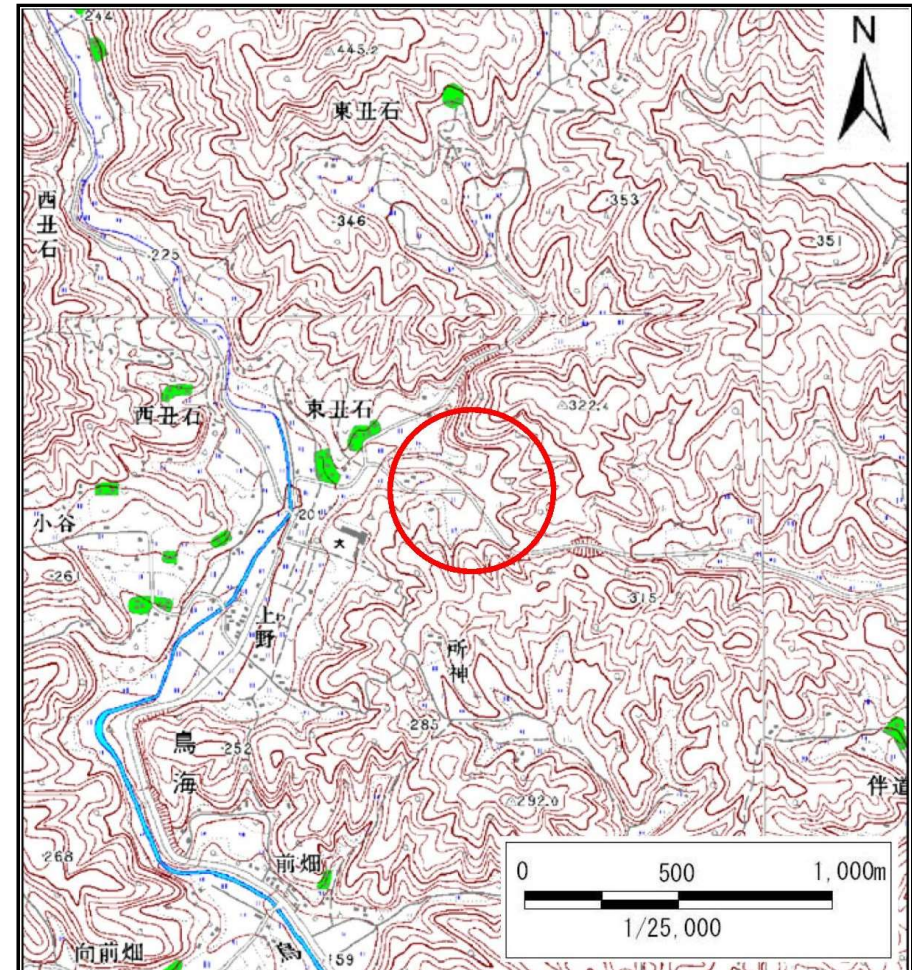 244
N
445.2
東丑石
西丑石
346
353
351
225
西丑石
東丑石
322.4
小谷
201
文
261
上野
所神
315
285
鳥海
252
292.0
伴道
268
前畑
向前畑
鳥
159
0 500 1,000m
1/25,000